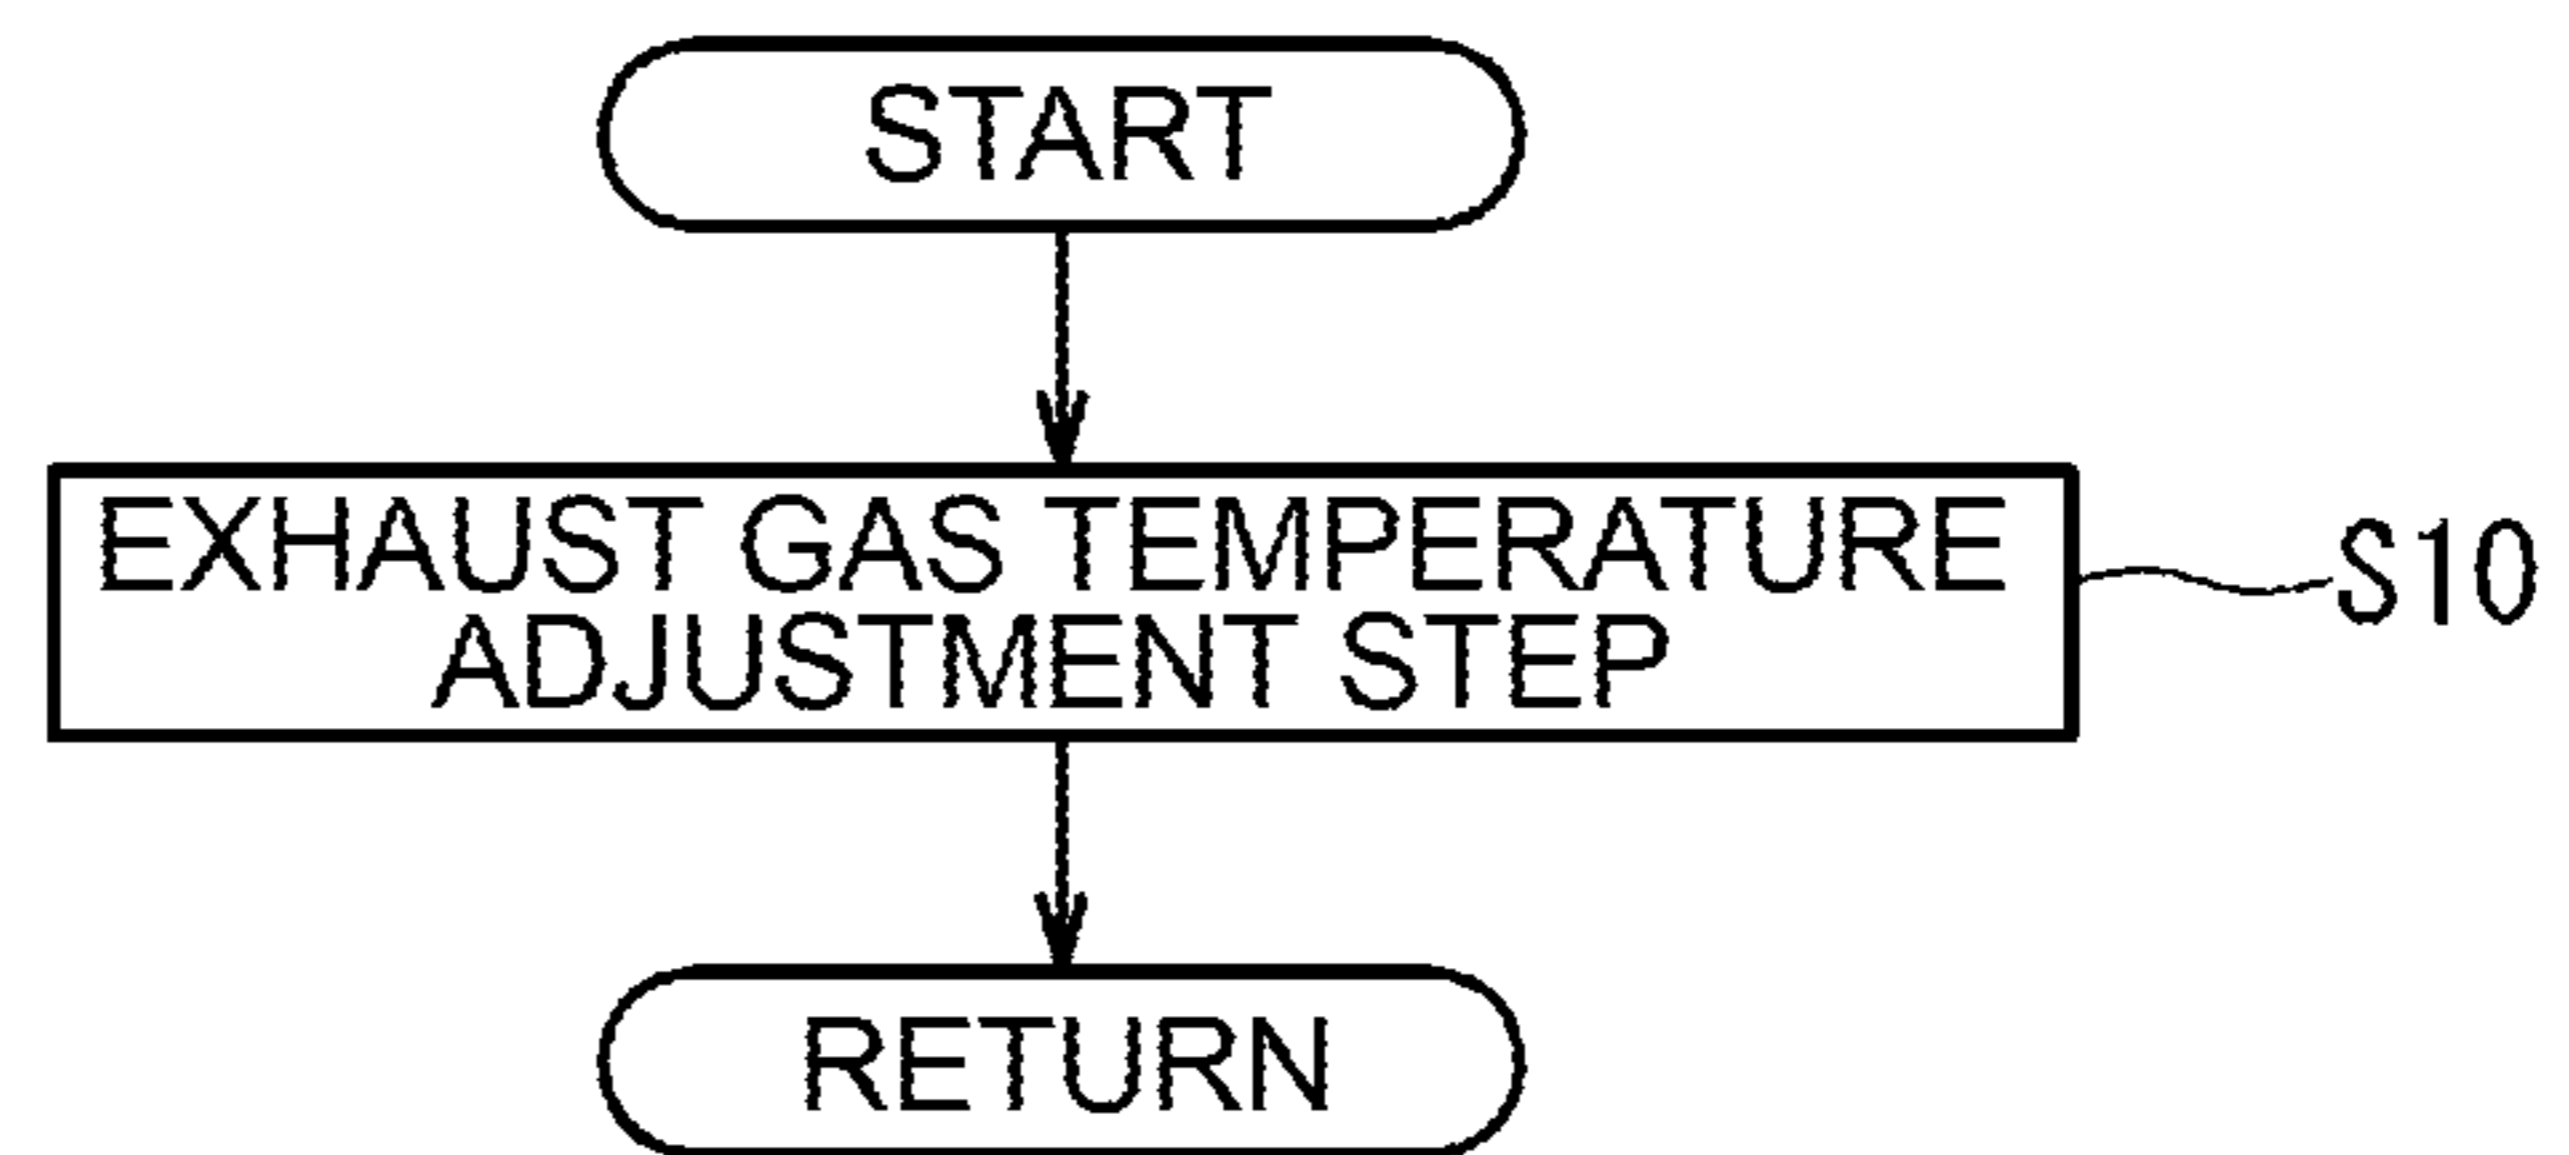 START
EXHAUST GAS TEMPERATURE
ADJUSTMENT STEP
S10
RETURN